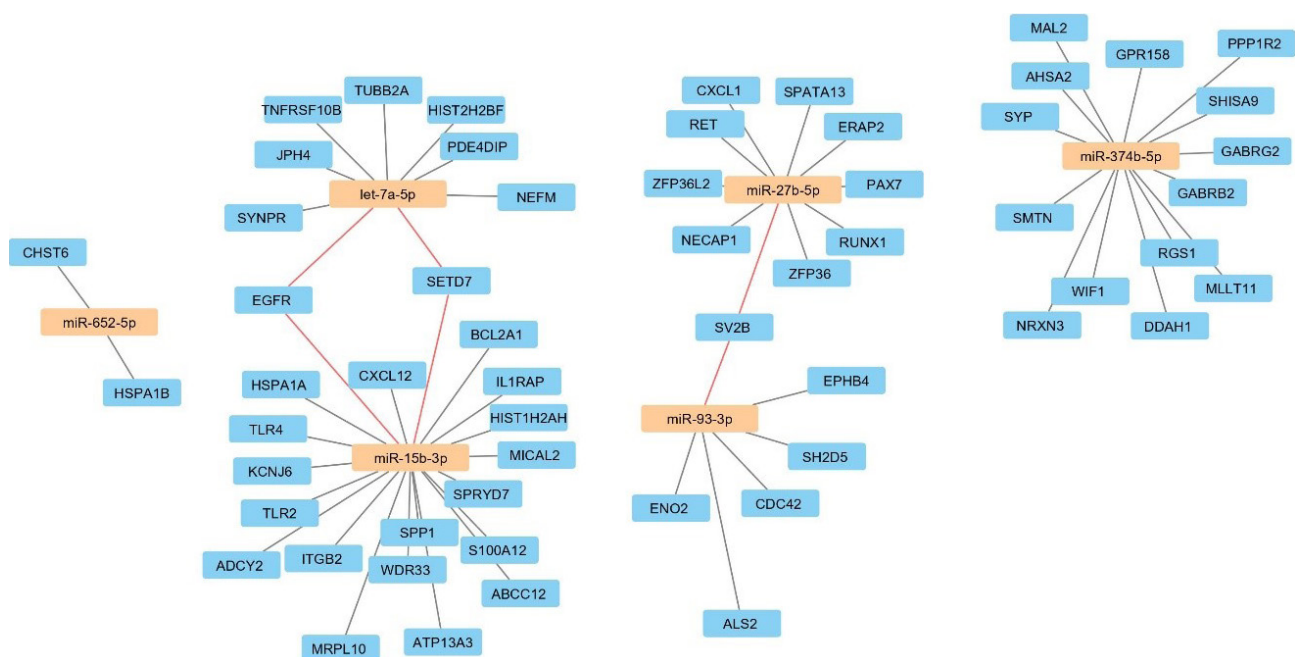 CHST6
miR-652-5p
HSPA1B
TUBB2A
TNFRSF10B
HIST2H2BF
JPH4
PDE4DIP
let-7a-5p
NEFM
SYNPR
SETD7
EGFR
BCL2A1
CXCL12
HSPA1A
IL1RAP
HIST1H2AH
TLR4
miR-15b-3p
MICAL2
KCNJ6
SPRYD7
TLR2
SPP1
S100A12
ITGB2
ADCY2
WDR33
ABCC12
MRPL10
ATP13A3
CXCL1
SPATA13
RET
ERAP2
ZFP36L2
miR-27b-5p
PAX7
NECAP1
RUNX1
ZFP36
SV2B
EPHB4
miR-93-3p
SH2D5
ENO2
CDC42
ALS2
MAL2
GPR158
PPP1R2
AHSA2
SHISA9
SYP
miR-374b-5p
GABRG2
GABRB2
SMTN
RGS1
WIF1
MLLT11
NRXN3
DDAH1